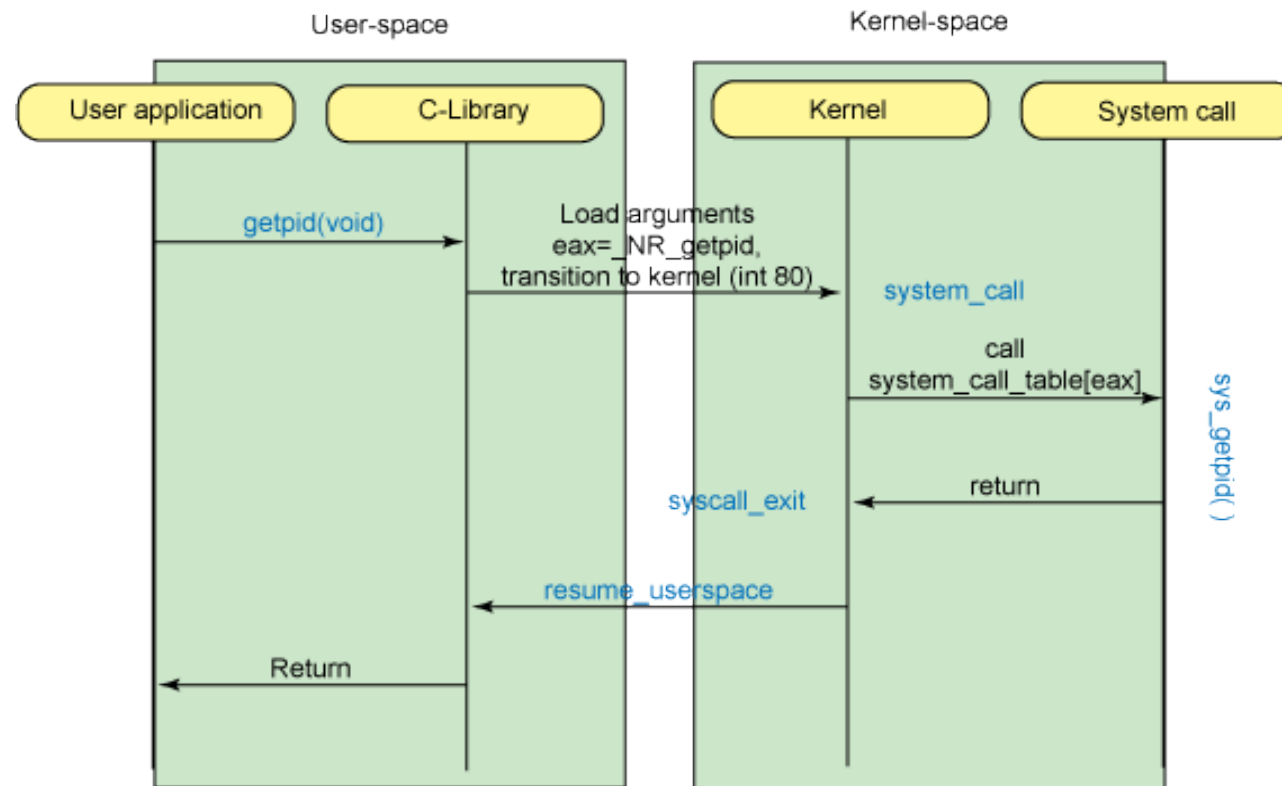 User-space
Kernel-space
User application
C-Library
Kernel
System call
getpid(void)
Load arguments
eax=_NR_getpid,
transition to kernel (int 80)
system_call
call
system_call_table[eax]
sys_getpid( )
return
syscall_exit
resume_userspace
Return